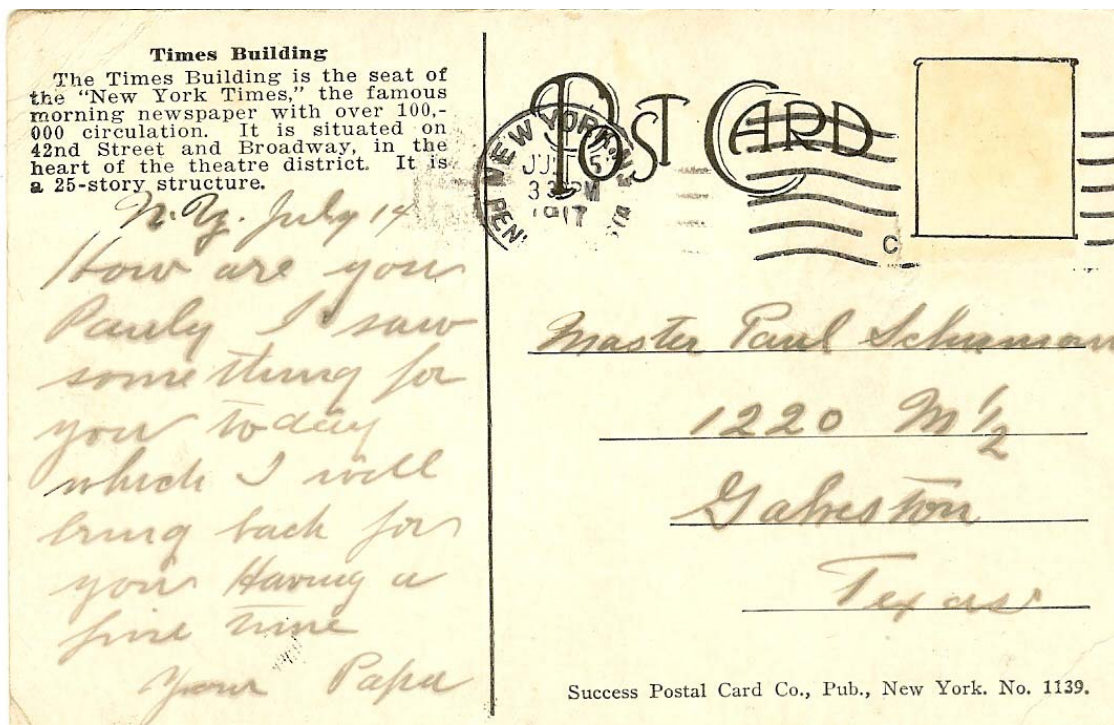 Times Building
The Times Building is the seat of
the "New York Times," the famous
morning newspaper with over 100,-
000 circulation. It is situated on
42nd Street and Broadway, in the
heart of the theatre district. It is
a 25-story structure.
N.Y. July 14
How are you
Pauly I saw
something for
you today
which I will
bring back for
you Having a
fine time
Your Papa
POST CARD
NEW YORK, N.Y.
3 PM
1917
PENN
C
Master Paul Schuman
1220 M ½
Galveston
Texas
Success Postal Card Co., Pub., New York. No. 1139.